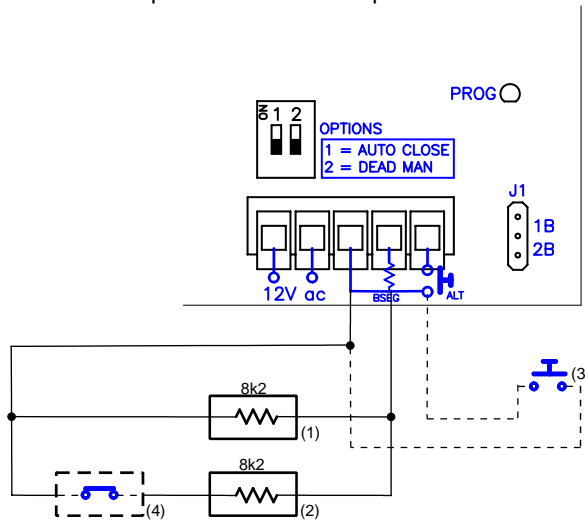 PROG
ON
1 2
OPTIONS
1 = AUTO CLOSE
2 = DEAD MAN
J1
1B
2B
12V ac
BSEG
ALT
(3
8k2
(1)
8k2
(4)
(2)